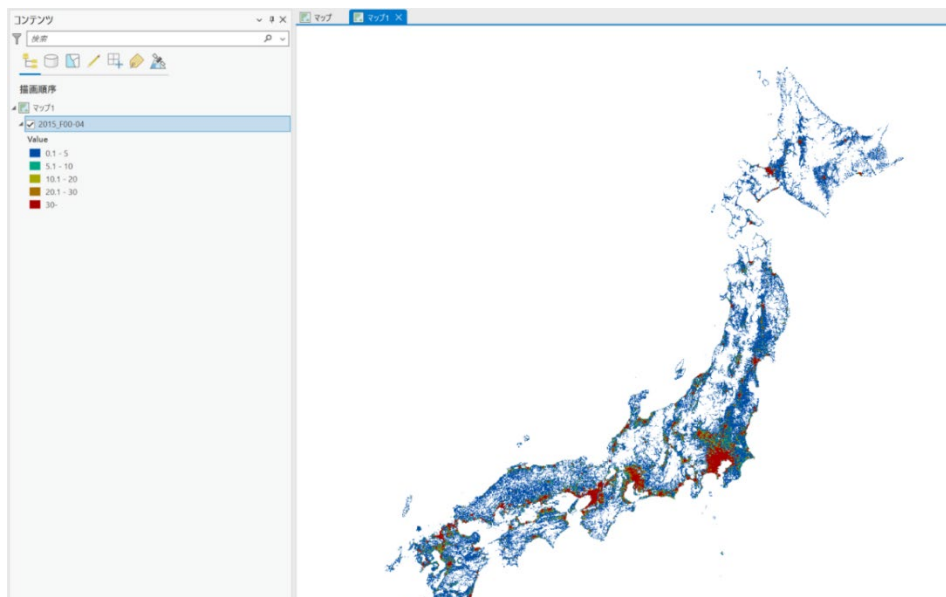 コンテンツ
検索
描画順序
マップ1
2015_F00-04
Value
0.1 - 5
5.1 - 10
10.1 - 20
20.1 - 30
30-
マップ
マップ1